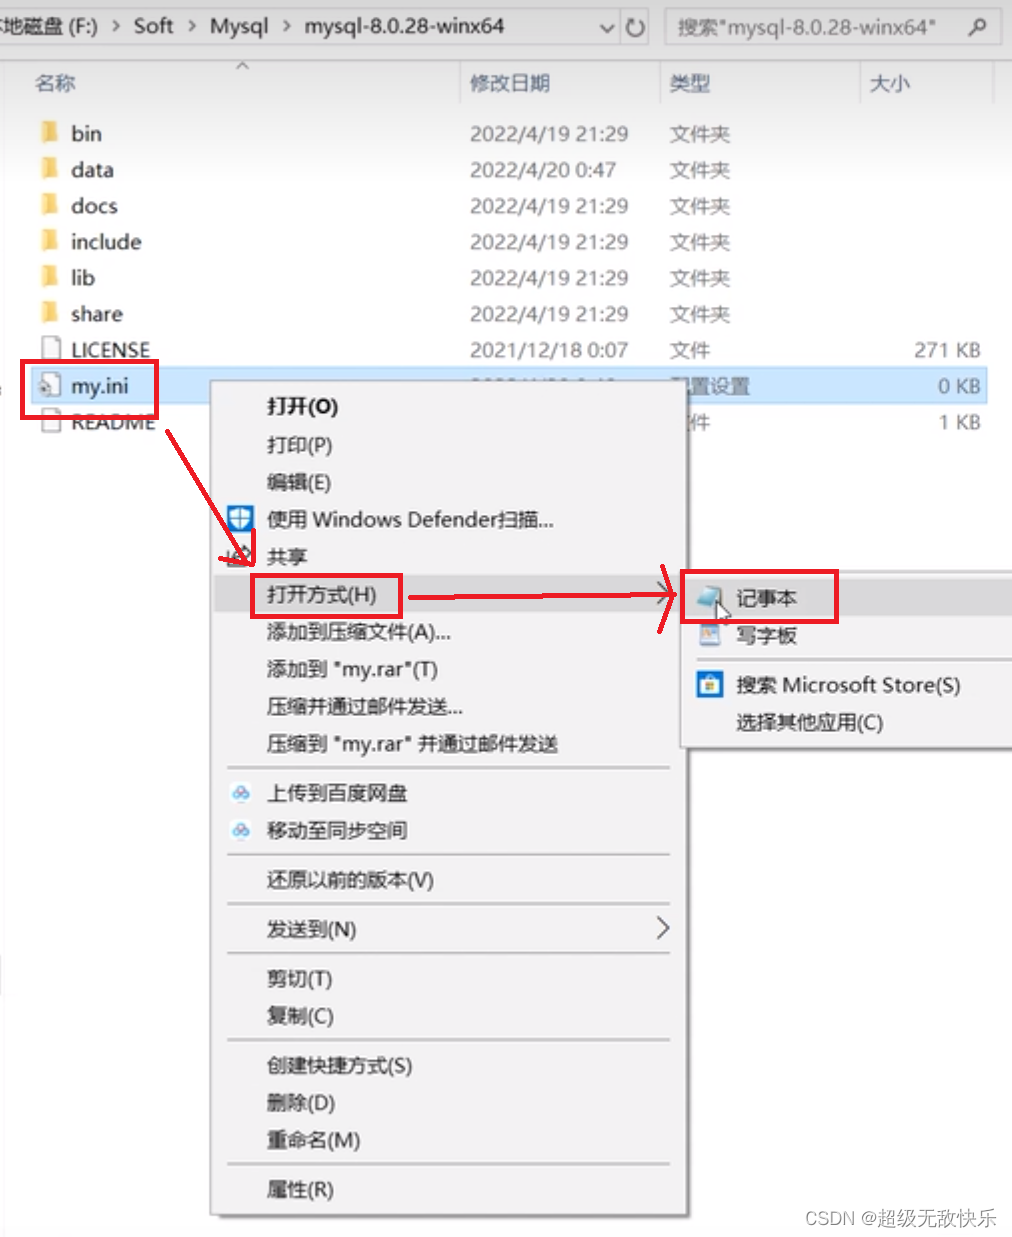 地磁盘 (F:) > Soft > Mysql > mysql-8.0.28-winx64
搜索"mysql-8.0.28-winx64"
名称 修改日期 类型 大小
bin 2022/4/19 21:29 文件夹
data 2022/4/20 0:47 文件夹
docs 2022/4/19 21:29 文件夹
include 2022/4/19 21:29 文件夹
lib 2022/4/19 21:29 文件夹
share 2022/4/19 21:29 文件夹
LICENSE 2021/12/18 0:07 文件 271 KB
my.ini 配置设置 0 KB
README 件 1 KB
打开(O)
打印(P)
编辑(E)
使用 Windows Defender扫描...
共享
打开方式(H)
添加到压缩文件(A)...
添加到 "my.rar"(T)
压缩并通过邮件发送...
压缩到 "my.rar" 并通过邮件发送
上传到百度网盘
移动至同步空间
还原以前的版本(V)
发送到(N)
剪切(T)
复制(C)
创建快捷方式(S)
删除(D)
重命名(M)
属性(R)
记事本
写字板
搜索 Microsoft Store(S)
选择其他应用(C)
CSDN @超级无敌快乐